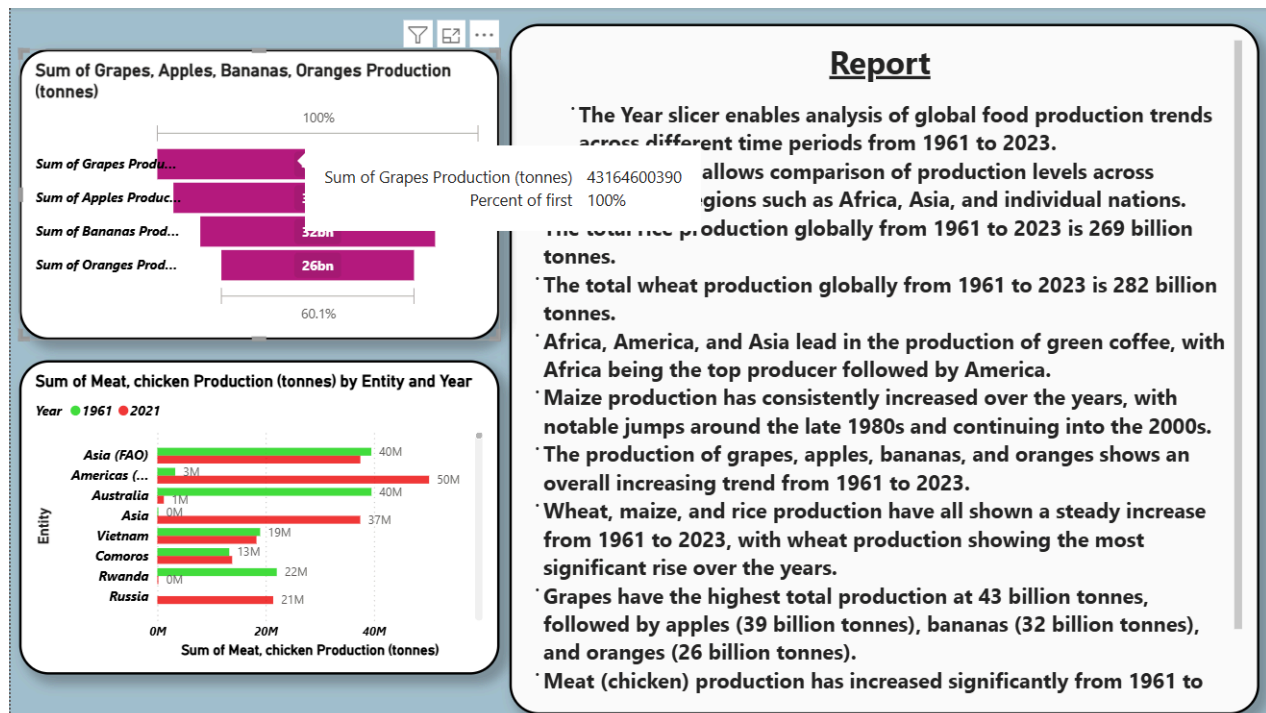 Sum of Grapes, Apples, Bananas, Oranges Production
(tonnes)
100%
Sum of Grapes Produ...
Sum of Apples Produc...
Sum of Bananas Prod...
32bn
Sum of Oranges Prod...
26bn
60.1%
Sum of Grapes Production (tonnes) 43164600390
Percent of first 100%
Sum of Meat, chicken Production (tonnes) by Entity and Year
Year 1961 2021
Entity
Asia (FAO) 40M
Americas (... 3M
50M
Australia 40M
1M
Asia 0M
37M
Vietnam 19M
Comoros 13M
Rwanda 22M
0M
Russia 21M
0M 20M 40M
Sum of Meat, chicken Production (tonnes)
Report
The Year slicer enables analysis of global food production trends
across different time periods from 1961 to 2023.
allows comparison of production levels across
regions such as Africa, Asia, and individual nations.
The total rice production globally from 1961 to 2023 is 269 billion
tonnes.
The total wheat production globally from 1961 to 2023 is 282 billion
tonnes.
Africa, America, and Asia lead in the production of green coffee, with
Africa being the top producer followed by America.
Maize production has consistently increased over the years, with
notable jumps around the late 1980s and continuing into the 2000s.
The production of grapes, apples, bananas, and oranges shows an
overall increasing trend from 1961 to 2023.
Wheat, maize, and rice production have all shown a steady increase
from 1961 to 2023, with wheat production showing the most
significant rise over the years.
Grapes have the highest total production at 43 billion tonnes,
followed by apples (39 billion tonnes), bananas (32 billion tonnes),
and oranges (26 billion tonnes).
Meat (chicken) production has increased significantly from 1961 to